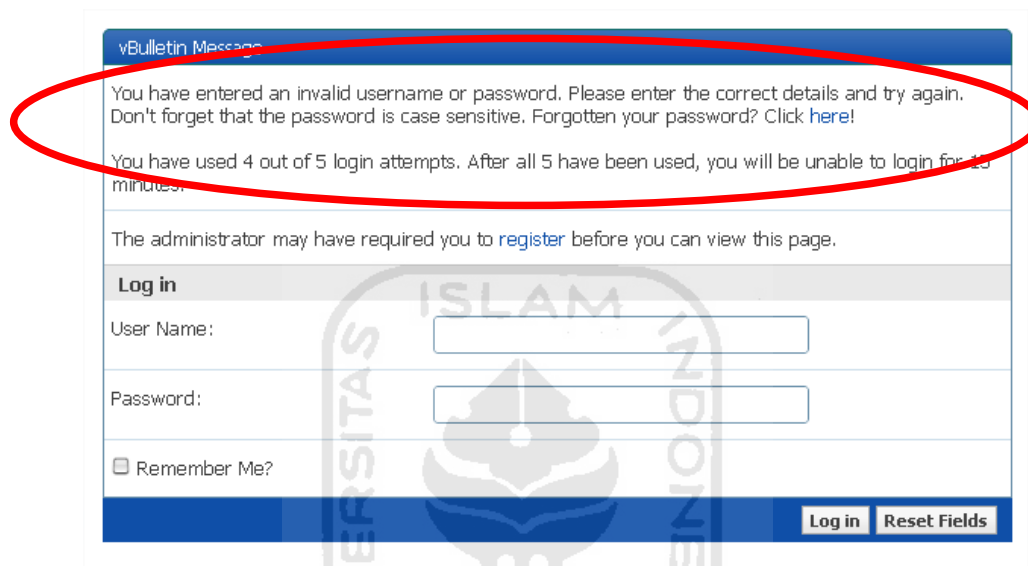 vBulletin Message
You have entered an invalid username or password. Please enter the correct details and try again.
Don't forget that the password is case sensitive. Forgotten your password? Click here!
You have used 4 out of 5 login attempts. After all 5 have been used, you will be unable to login for 15
minutes.
The administrator may have required you to register before you can view this page.
Log in
ISLAM
User Name:
Password:
Remember Me?
Log in Reset Fields
ERSITAS
INDONE